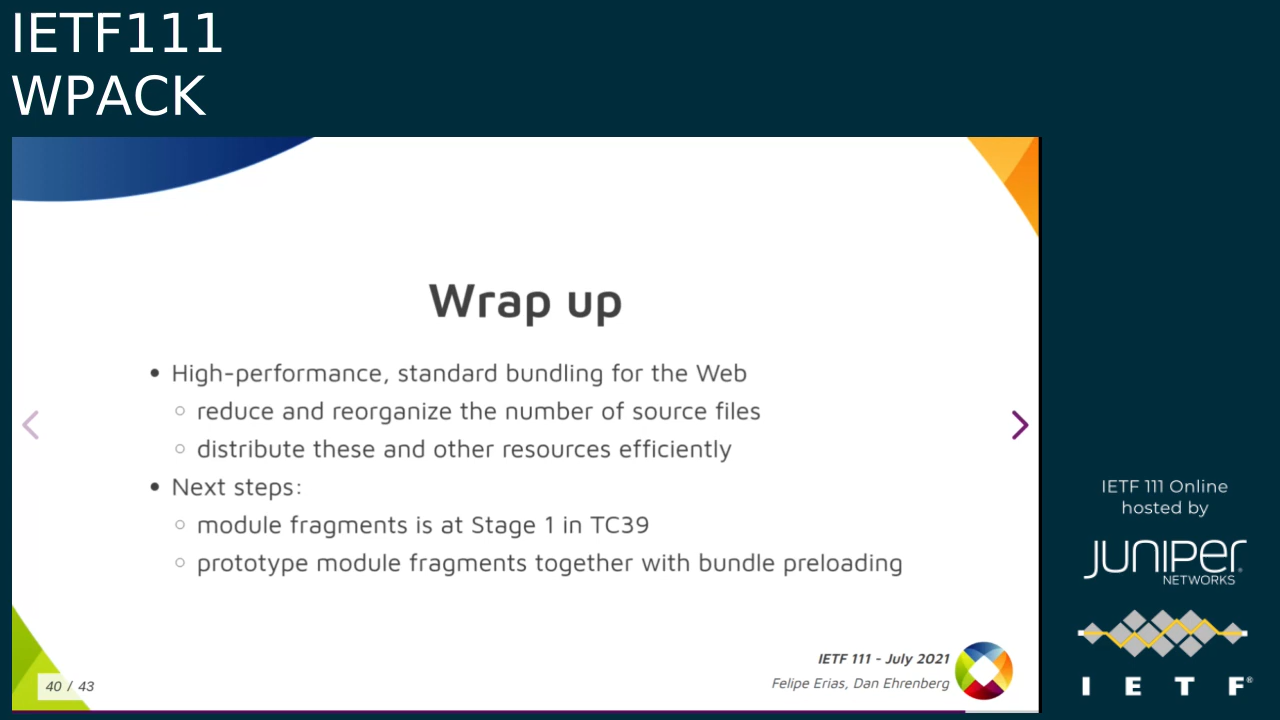 IETF111
WPACK
Wrap up
• High-performance, standard bundling for the Web
○ reduce and reorganize the number of source files
○ distribute these and other resources efficiently
• Next steps:
○ module fragments is at Stage 1 in TC39
○ prototype module fragments together with bundle preloading
IETF 111 - July 2021
Felipe Erias, Dan Ehrenberg
40 / 43
IETF 111 Online
hosted by
JUNIPER
NETWORKS
I E T F®